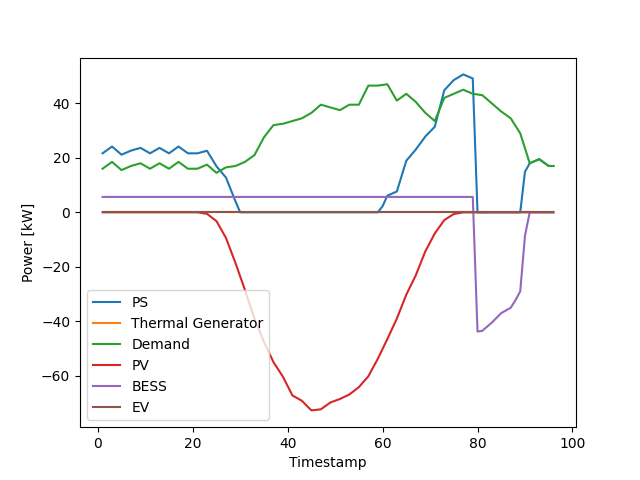 40
20
0
−20
−40
−60
Power [kW]
PS
Thermal Generator
Demand
PV
BESS
EV
0 20 40 60 80 100
Timestamp